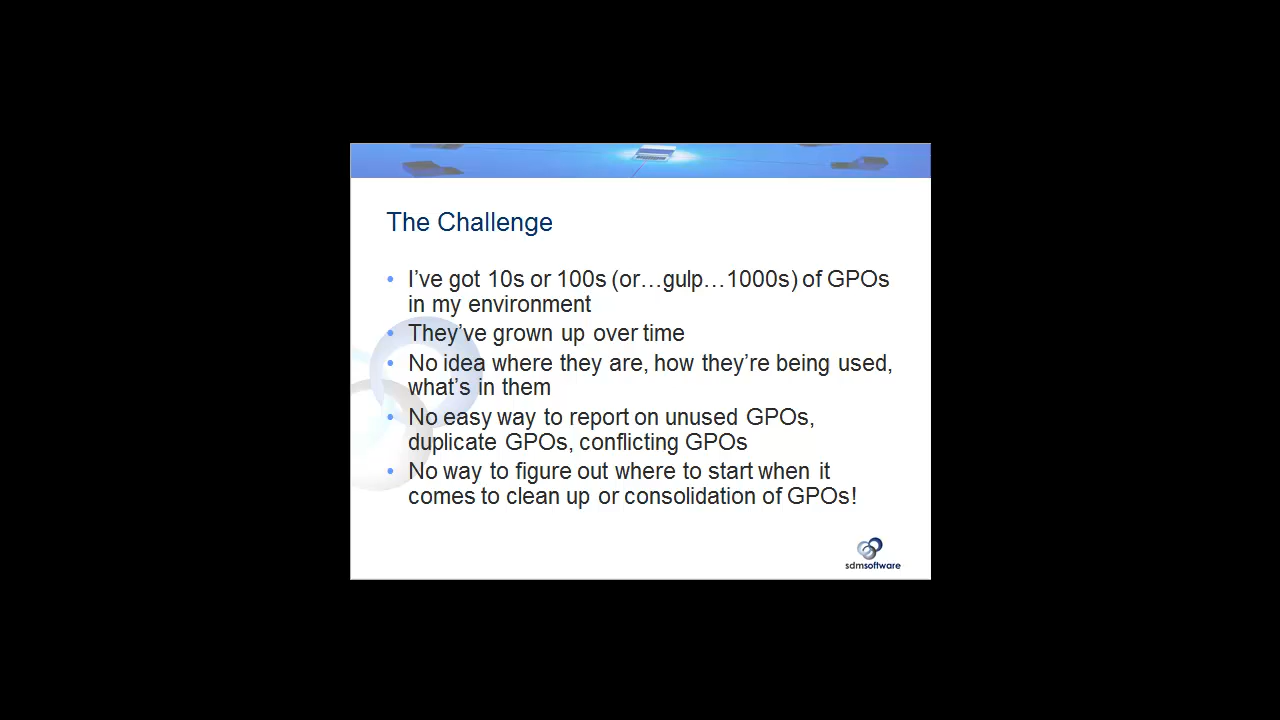 The Challenge
• I've got 10s or 100s (or…gulp…1000s) of GPOs
in my environment
• They've grown up over time
• No idea where they are, how they're being used,
what's in them
• No easy way to report on unused GPOs,
duplicate GPOs, conflicting GPOs
• No way to figure out where to start when it
comes to clean up or consolidation of GPOs!
sdmsoftware